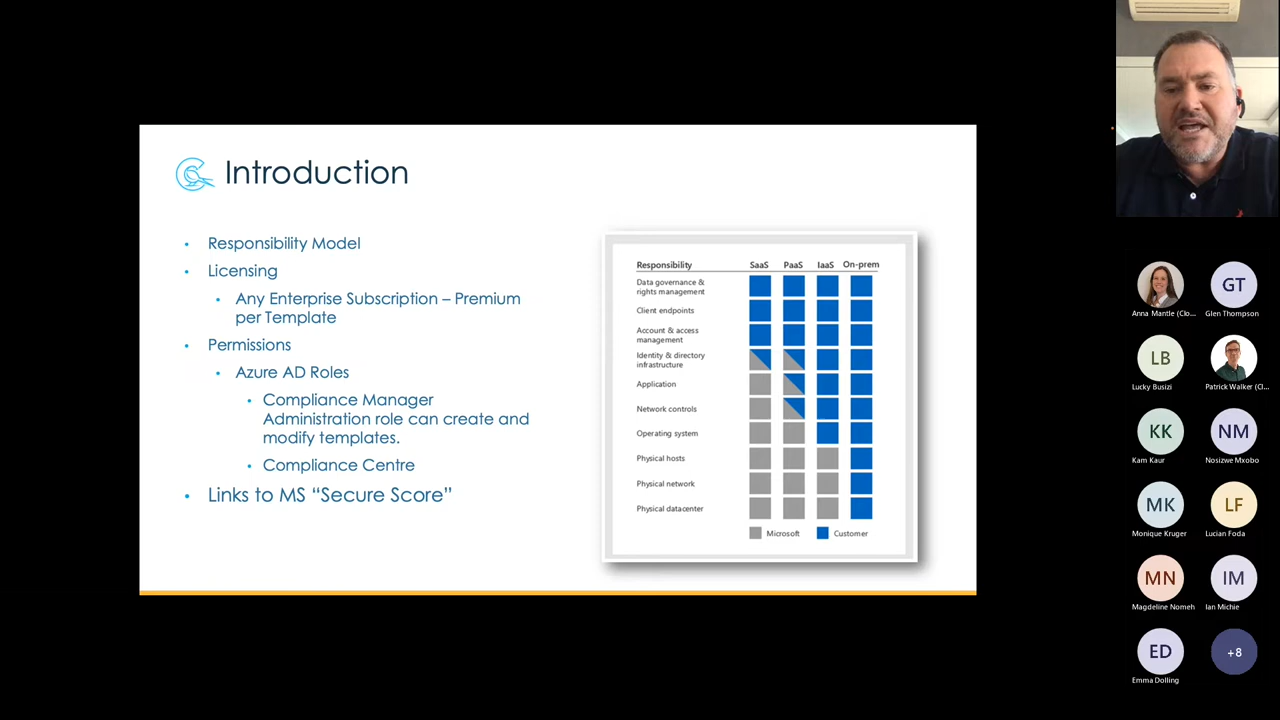 Introduction
Responsibility Model
Licensing
Any Enterprise Subscription – Premium
per Template
Permissions
Azure AD Roles
Compliance Manager
Administration role can create and
modify templates.
Compliance Centre
Links to MS “Secure Score”
Responsibility SaaS PaaS IaaS On-prem
Data governance &
rights management
Client endpoints
Account & access
management
Identity & directory
infrastructure
Application
Network controls
Operating system
Physical hosts
Physical network
Physical datacenter
Microsoft Customer
Anna Mantle (Clo...
GT
Glen Thompson
LB
Lucky Busizi
Patrick Walker (Cl...
KK
Kam Kaur
NM
Nosizwe Mxobo
MK
Monique Kruger
LF
Lucian Foda
MN
Magdeline Nomeh
IM
Ian Michie
ED
Emma Dolling
+8